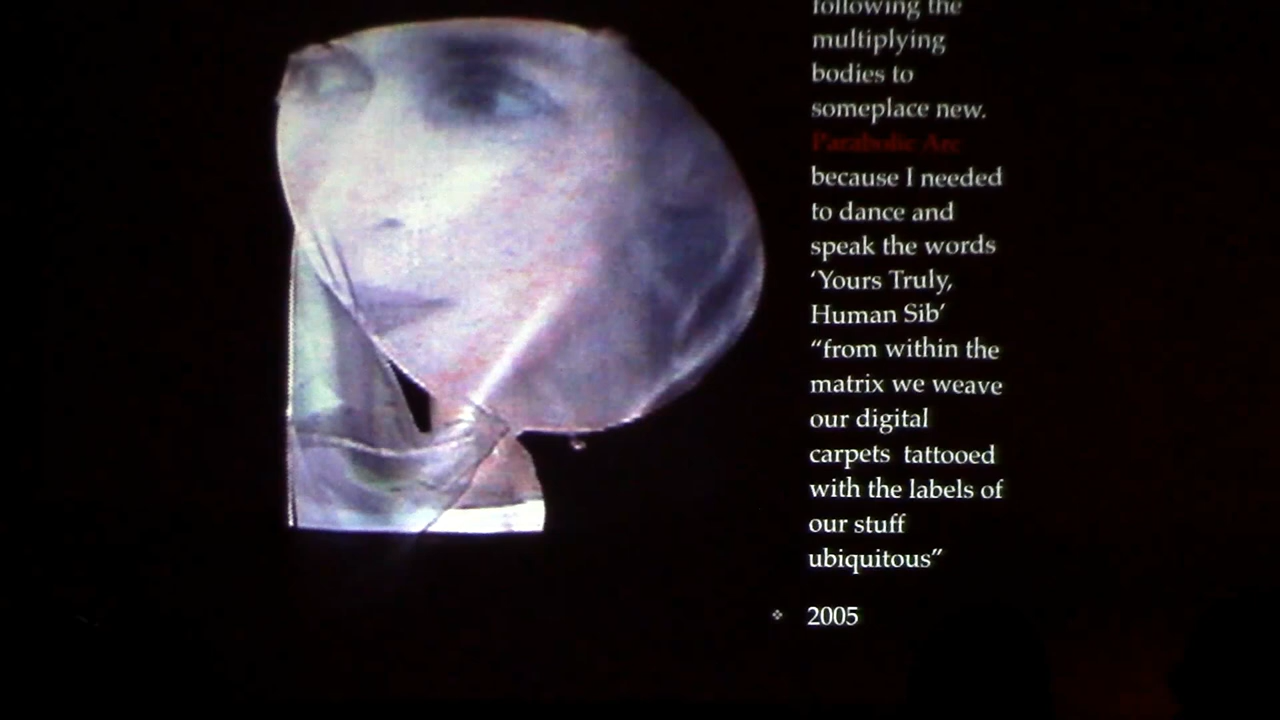 following the
multiplying
bodies to
someplace new.
Parabolic Arc
because I needed
to dance and
speak the words
‘Yours Truly,
Human Sib’
“from within the
matrix we weave
our digital
carpets tattooed
with the labels of
our stuff
ubiquitous”
2005